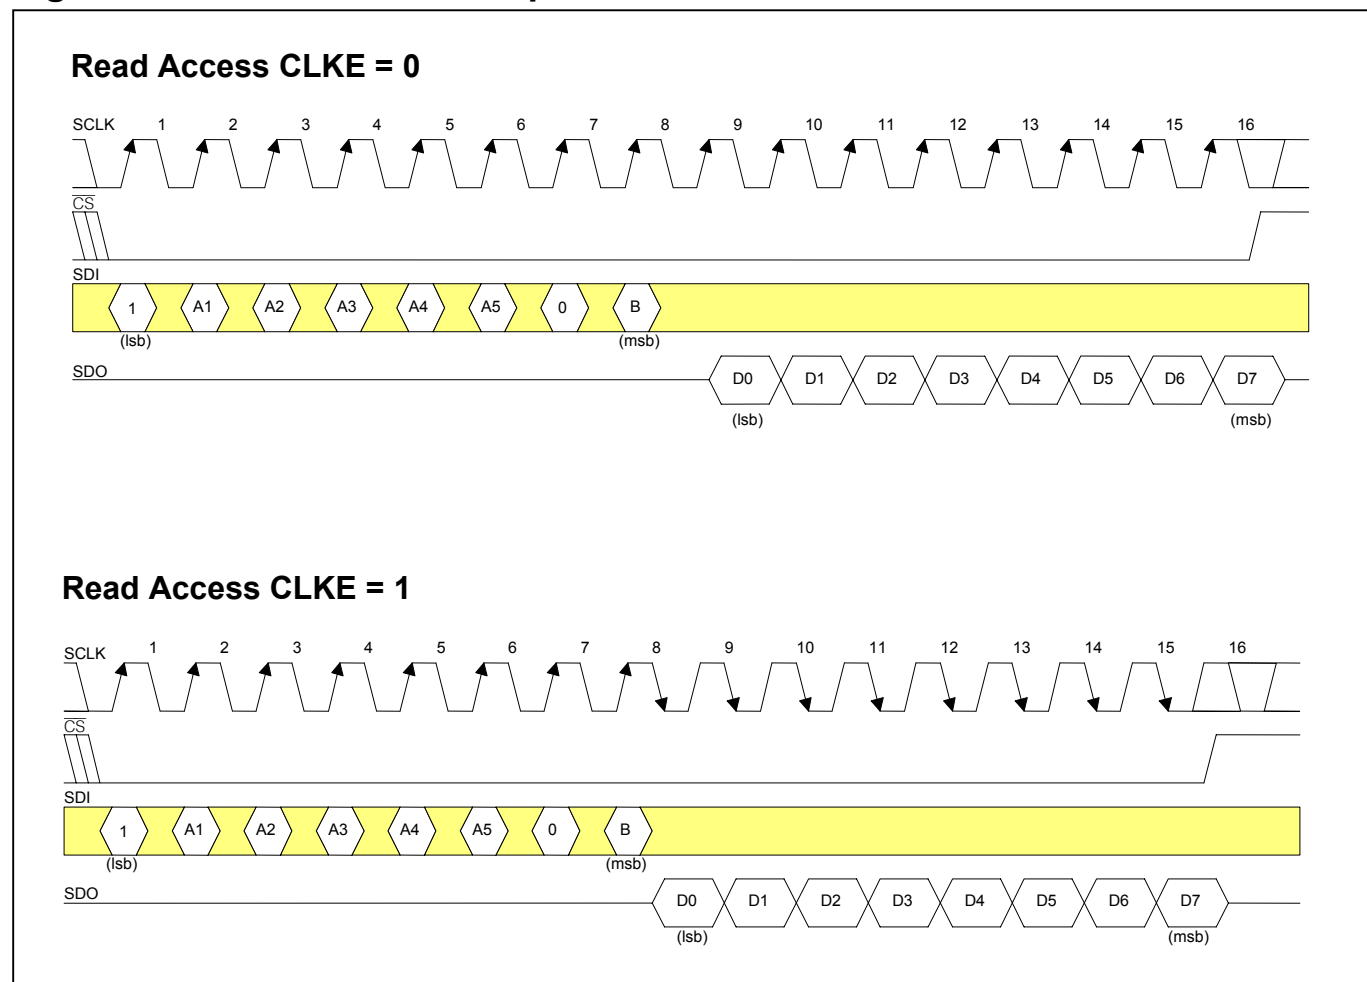 Read Access CLKE = 0
SCLK 1 2 3 4 5 6 7 8 9 10 11 12 13 14 15 16
CS
SDI
1 A1 A2 A3 A4 A5 0 B
(lsb) (msb)
SDO
D0 D1 D2 D3 D4 D5 D6 D7
(lsb) (msb)
Read Access CLKE = 1
SCLK 1 2 3 4 5 6 7 8 9 10 11 12 13 14 15 16
CS
SDI
1 A1 A2 A3 A4 A5 0 B
(lsb) (msb)
SDO
D0 D1 D2 D3 D4 D5 D6 D7
(lsb) (msb)